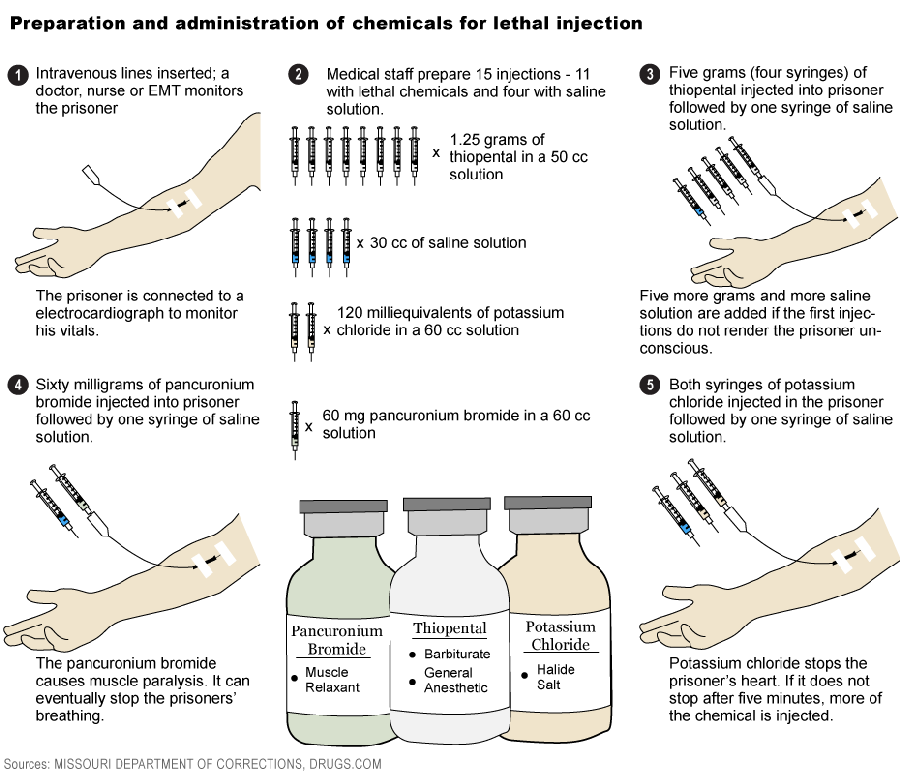 Preparation and administration of chemicals for lethal injection
1
Intravenous lines inserted; a
doctor, nurse or EMT monitors
the prisoner
The prisoner is connected to a
electrocardiograph to monitor
his vitals.
2
Medical staff prepare 15 injections - 11
with lethal chemicals and four with saline
solution.
x 1.25 grams of
thiopental in a 50 cc
solution
x 30 cc of saline solution
120 milliequivalents of potassium
x chloride in a 60 cc solution
x 60 mg pancuronium bromide in a 60 cc
solution
3
Five grams (four syringes) of
thiopental injected into prisoner
followed by one syringe of saline
solution.
Five more grams and more saline
solution are added if the first injec-
tions do not render the prisoner un-
conscious.
4
Sixty milligrams of pancuronium
bromide injected into prisoner
followed by one syringe of saline
solution.
The pancuronium bromide
causes muscle paralysis. It can
eventually stop the prisoners'
breathing.
Pancuronium
Bromide
• Muscle
Relaxant
Thiopental
• Barbiturate
• General
Anesthetic
Potassium
Chloride
• Halide
Salt
5
Both syringes of potassium
chloride injected in the prisoner
followed by one syringe of saline
solution.
Potassium chloride stops the
prisoner's heart. If it does not
stop after five minutes, more of
the chemical is injected.
Sources: MISSOURI DEPARTMENT OF CORRECTIONS, DRUGS.COM